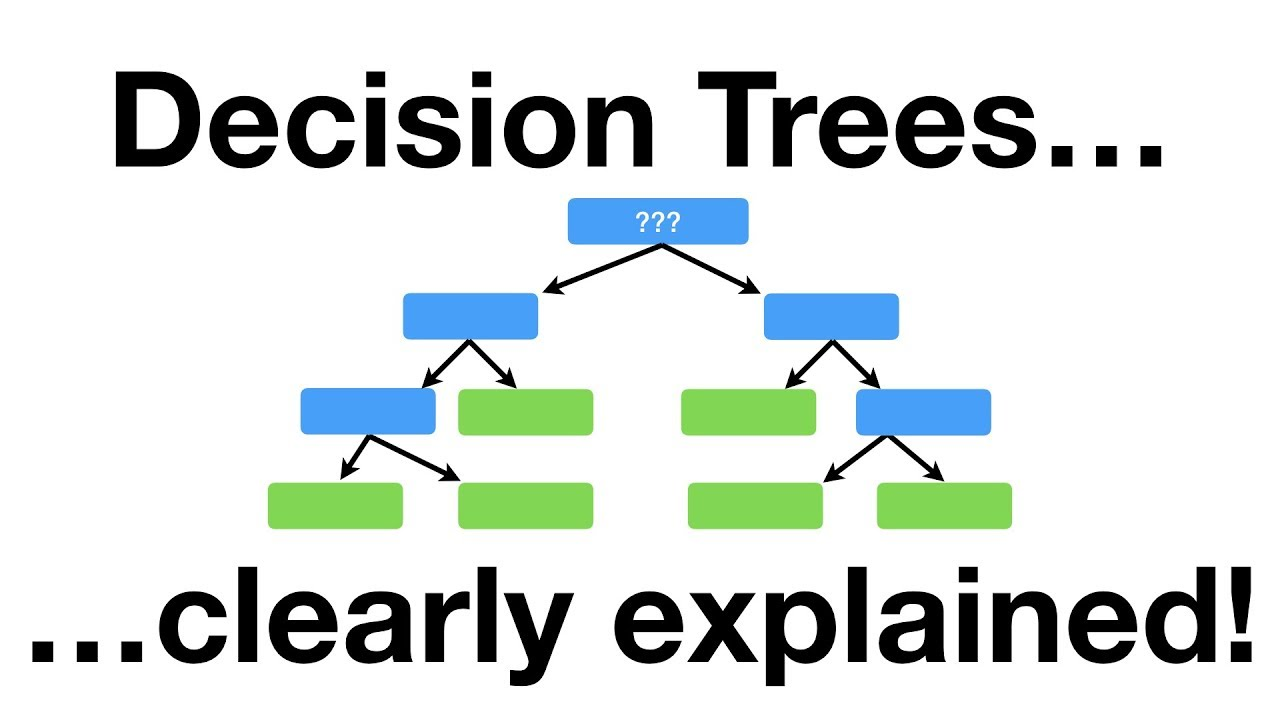 Decision Trees…
???
…clearly explained!